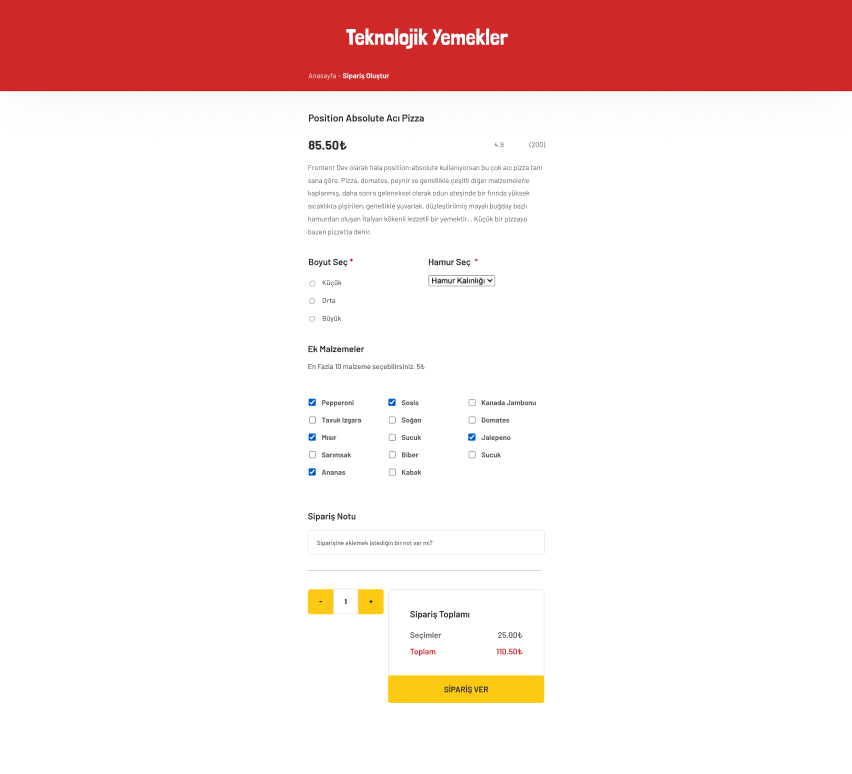 Teknolojik Yemekler
Anasayfa - Sipariş Oluştur
Position Absolute Acı Pizza
85.50₺ 4.9 (200)
Frontent Dev olarak hala position:absolute kullanıyorsan bu çok acı pizza tam
sana göre. Pizza, domates, peynir ve genellikle çeşitli diğer malzemelerle
kaplanmış, daha sonra geleneksel olarak odun ateşinde bir fırında yüksek
sıcaklıkta pişirilen, genellikle yuvarlak, düzleştirilmiş mayalı buğday bazlı
hamurdan oluşan İtalyan kökenli lezzetli bir yemektir. . Küçük bir pizzaya
bazen pizzetta denir.
Boyut Seç * Hamur Seç *
Küçük Hamur Kalınlığı
Orta
Büyük
Ek Malzemeler
En Fazla 10 malzeme seçebilirsiniz. 5₺
Pepperoni Sosis Kanada Jambonu
Tavuk Izgara Soğan Domates
Mısır Sucuk Jalepeno
Sarımsak Biber Sucuk
Ananas Kabak
Sipariş Notu
Siparişine eklemek istediğin bir not var mı?
- 1 +
Sipariş Toplamı
Seçimler 25.00₺
Toplam 110.50₺
SİPARİŞ VER